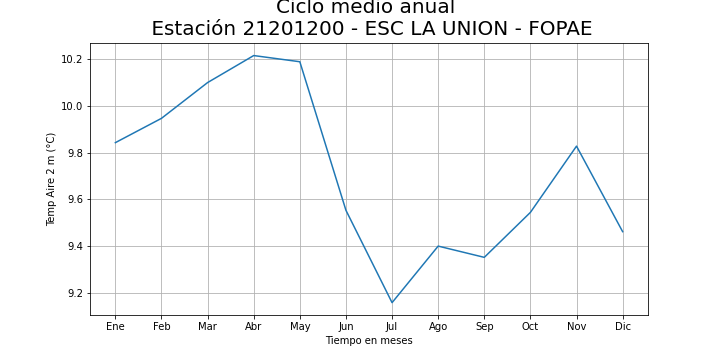 Ciclo medio anual
Estación 21201200 - ESC LA UNION - FOPAE
10.2
10.0
9.8
9.6
9.4
9.2
Temp Aire 2 m (°C)
Ene Feb Mar Abr May Jun Jul Ago Sep Oct Nov Dic
Tiempo en meses